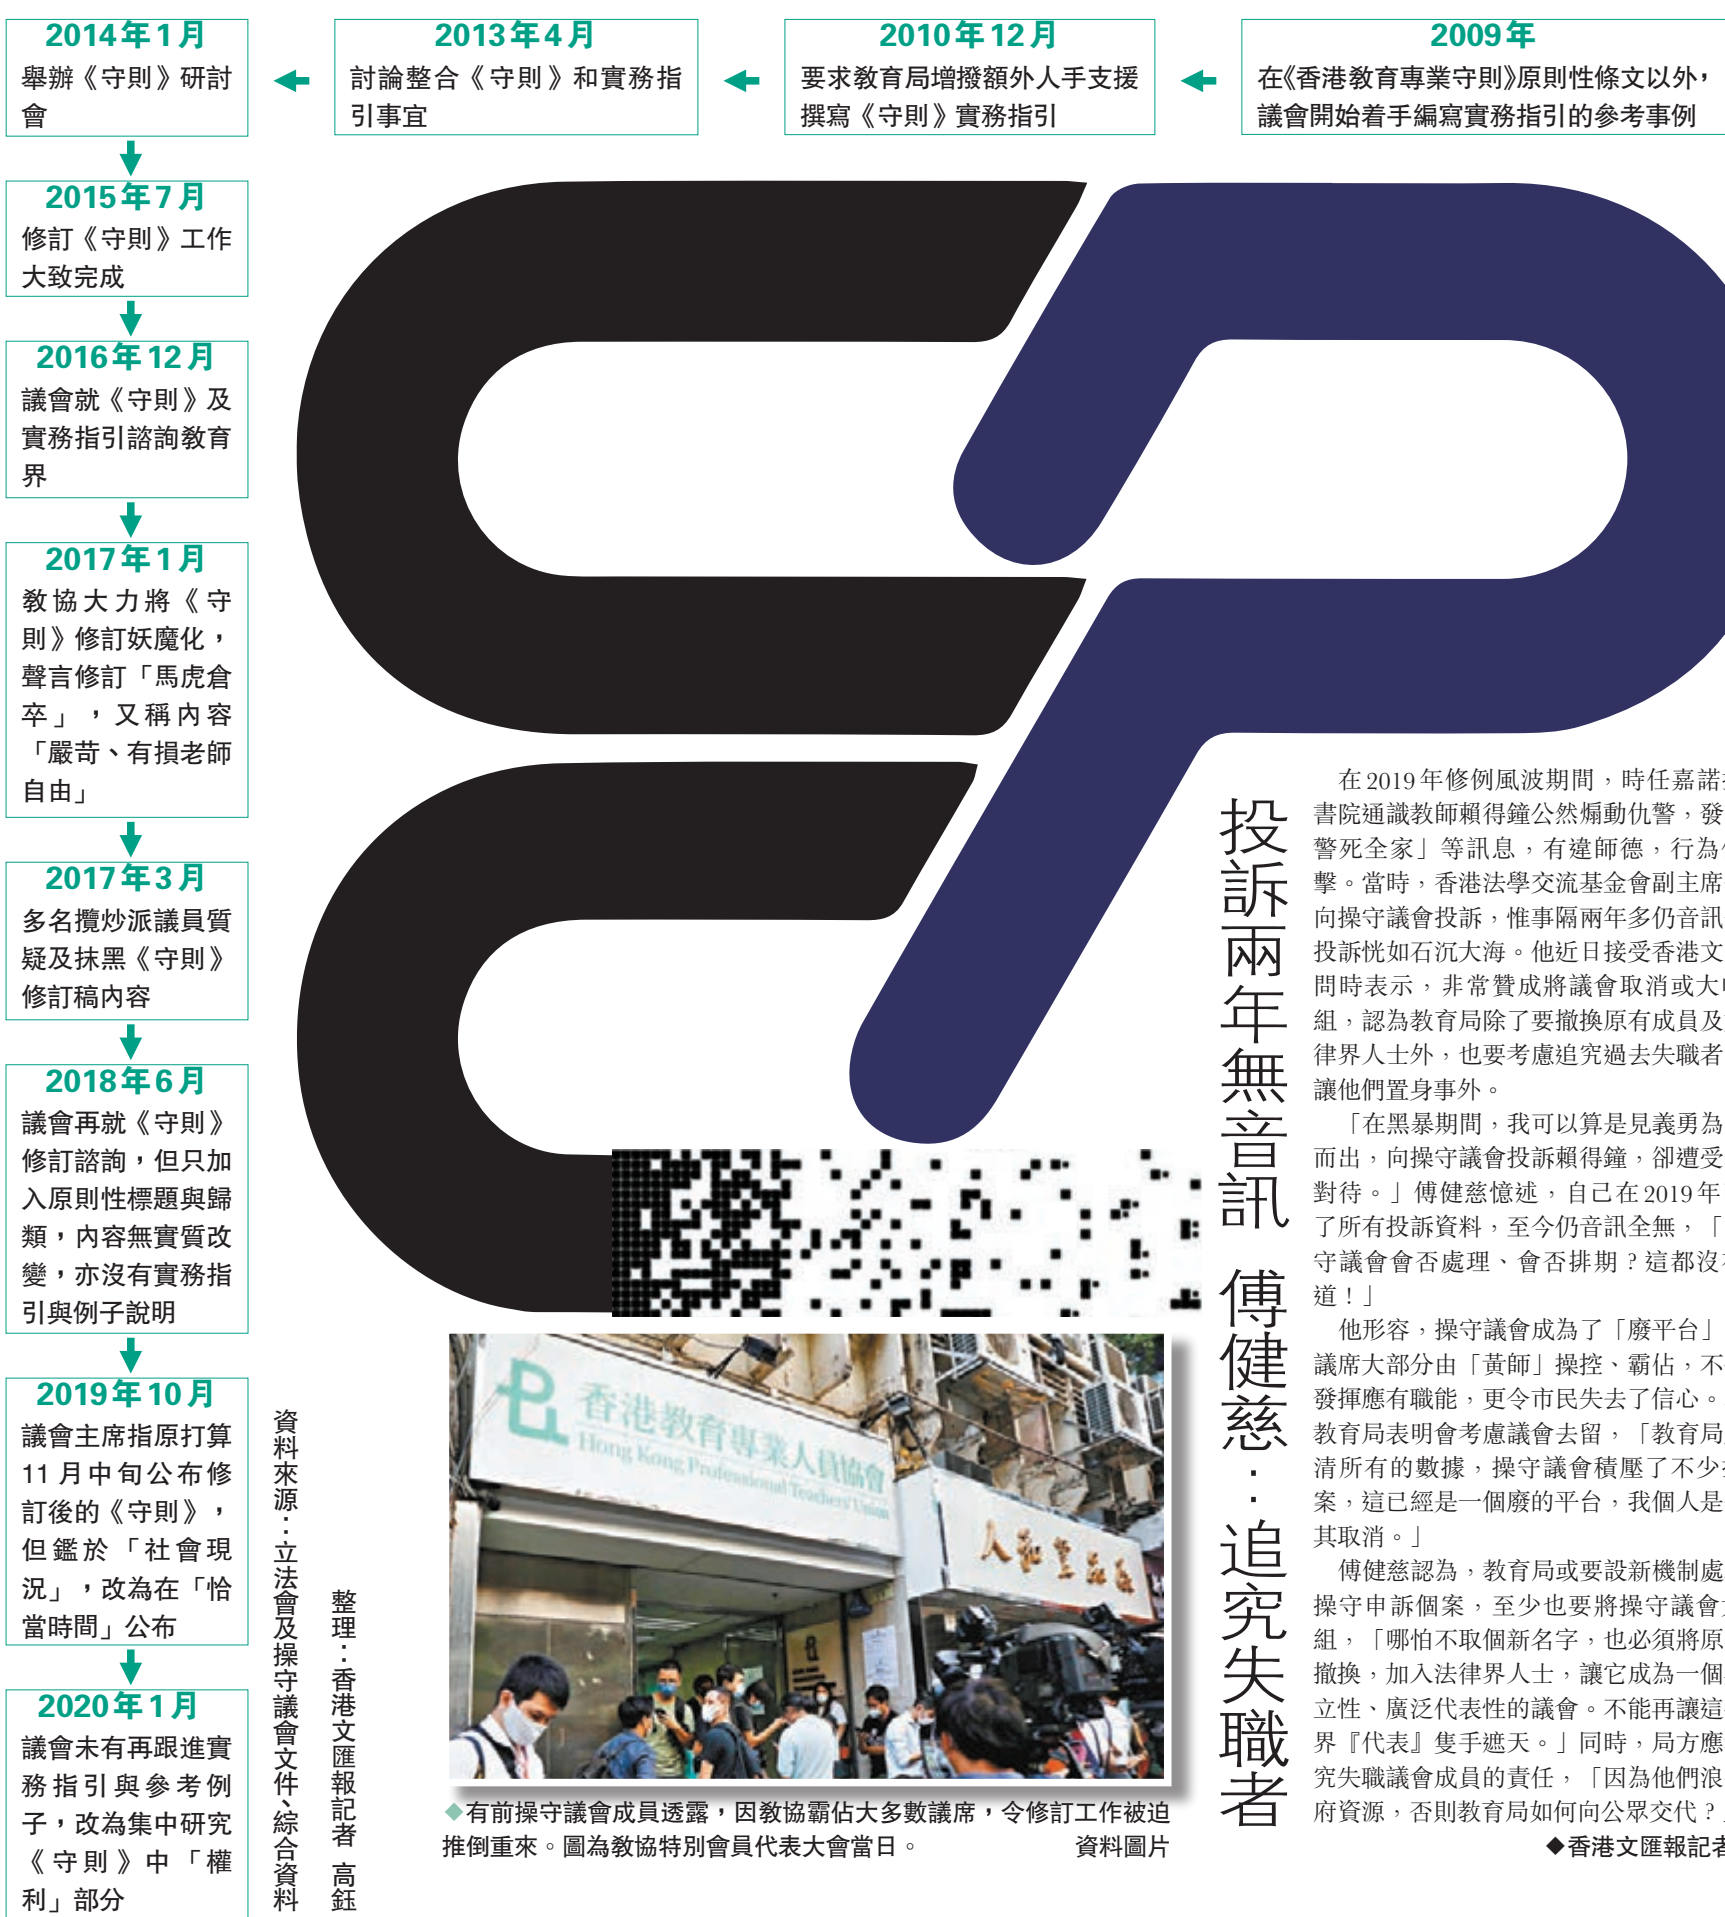 2009年
在《香港教育專業守則》原則性條文以外，
議會開始着手編寫實務指引的參考事例
2010年12月
要求教育局增撥額外人手支援
撰寫《守則》實務指引
2013年4月
討論整合《守則》和實務指
引事宜
2014年1月
舉辦《守則》研討
會
2015年7月
修訂《守則》工作
大致完成
2016年12月
議會就《守則》及
實務指引諮詢教育
界
2017年1月
教協大力將《守
則》修訂妖魔化，
聲言修訂「馬虎倉
卒」，又稱內容
「嚴苛、有損老師
自由」
2017年3月
多名攬炒派議員質
疑及抹黑《守則》
修訂稿內容
2018年6月
議會再就《守則》
修訂諮詢，但只加
入原則性標題與歸
類，內容無實質改
變，亦沒有實務指
引與例子說明
2019年10月
議會主席指原打算
11月中旬公布修
訂後的《守則》，
但鑑於「社會現
況」，改為在「恰
當時間」公布
2020年1月
議會未有再跟進實
務指引與參考例
子，改為集中研究
《守則》中「權
利」部分
資料來源：立法會及操守議會文件、綜合資料
整理：香港文匯報記者 高鈺
香港教育專業人員協會
Hong Kong Professional Teachers' Union
◆有前操守議會成員透露，因教協霸佔大多數議席，令修訂工作被迫
推倒重來。圖為教協特別會員代表大會當日。 資料圖片
投訴兩年無音訊 傅健慈：追究失職者
在2019年修例風波期間，時任嘉諾
書院通識教師賴得鐘公然煽動仇警，發
警死全家」等訊息，有違師德，行為
擊。當時，香港法學交流基金會副主席
向操守議會投訴，惟事隔兩年多仍音訊
投訴恍如石沉大海。他近日接受香港文
問時表示，非常贊成將議會取消或大
組，認為教育局除了要撤換原有成員及
律界人士外，也要考慮追究過去失職者
讓他們置身事外。
「在黑暴期間，我可以算是見義勇為
而出，向操守議會投訴賴得鐘，卻遭受
對待。」傅健慈憶述，自己在2019年
了所有投訴資料，至今仍音訊全無，「
守議會會否處理、會否排期？這都沒
道！」
他形容，操守議會成為了「廢平台」
議席大部分由「黃師」操控、霸佔，不
發揮應有職能，更令市民失去了信心。
教育局表明會考慮議會去留，「教育局
清所有的數據，操守議會積壓了不少
案，這已經是一個廢的平台，我個人是
其取消。」
傅健慈認為，教育局或要設新機制處
操守申訴個案，至少也要將操守議會
組，「哪怕不取個新名字，也必須將原
撤換，加入法律界人士，讓它成為一個
立性、廣泛代表性的議會。不能再讓這
界『代表』隻手遮天。」同時，局方應
究失職議會成員的責任，「因為他們浪
府資源，否則教育局如何向公眾交代？」
◆香港文匯報記者